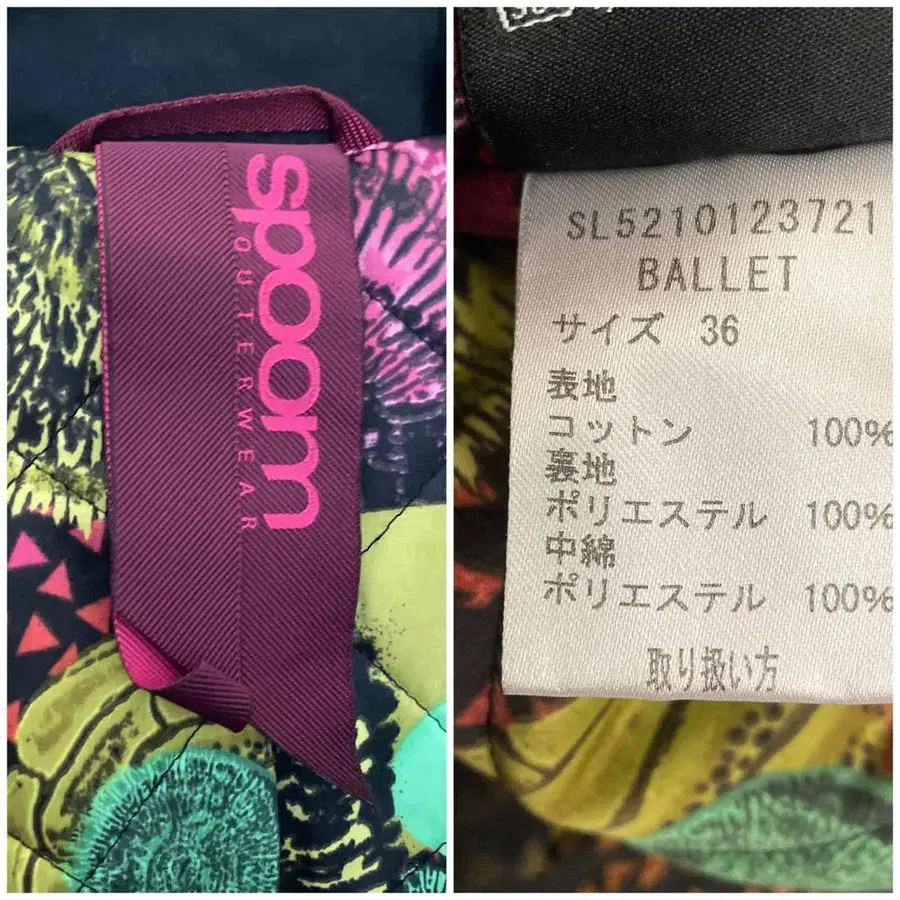 spoom
OUTERWEAR
SL5210123721
BALLET
サイズ 36
表地
コットン 100%
裏地
ポリエステル 100%
中綿
ポリエステル 100%
取り扱い方